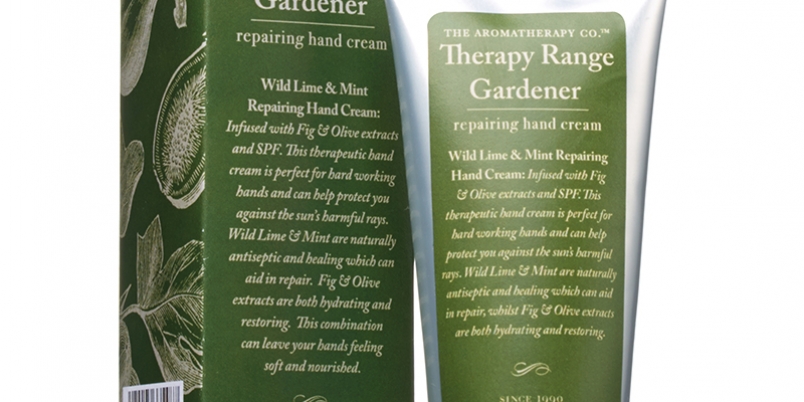 Gardener
repairing hand cream
Wild Lime & Mint
Repairing Hand Cream:
Infused with Fig & Olive extracts
and SPF. This therapeutic hand
cream is perfect for hard working
hands and can help protect you
against the sun's harmful rays.
Wild Lime & Mint are naturally
antiseptic and healing which can
aid in repair. Fig & Olive
extracts are both hydrating and
restoring. This combination
can leave your hands feeling
soft and nourished.
THE AROMATHERAPY CO.™
Therapy Range
Gardener
repairing hand cream
Wild Lime & Mint Repairing
Hand Cream: Infused with Fig
& Olive extracts and SPF. This
therapeutic hand cream is perfect for
hard working hands and can help
protect you against the sun's harmful
rays. Wild Lime & Mint are naturally
antiseptic and healing which can aid
in repair, whilst Fig & Olive extracts
are both hydrating and restoring.
SINCE 1999